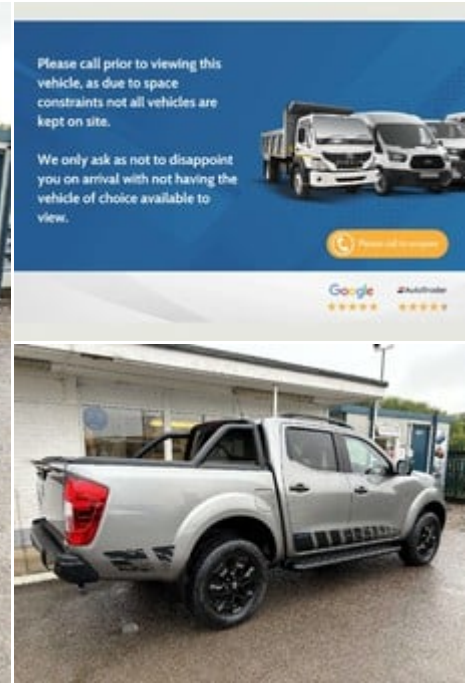 Please call prior to viewing this
vehicle, as due to space
constraints not all vehicles are
kept on site.
We only ask as not to disappoint
you on arrival with not having the
vehicle of choice available to
view.
Please call to enquire
Google
AutoTrader